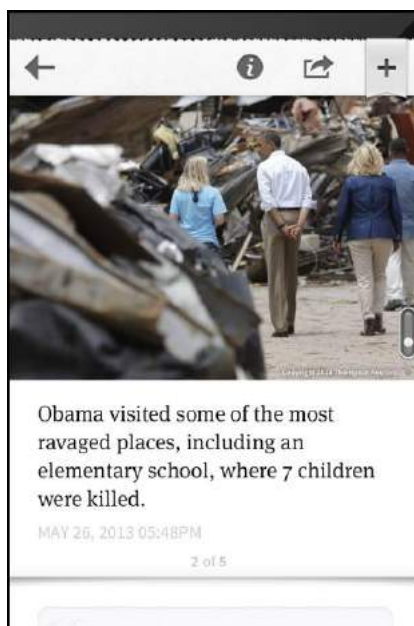 Obama visited some of the most
ravaged places, including an
elementary school, where 7 children
were killed.
MAY 26, 2013 05:48PM
2 of 5